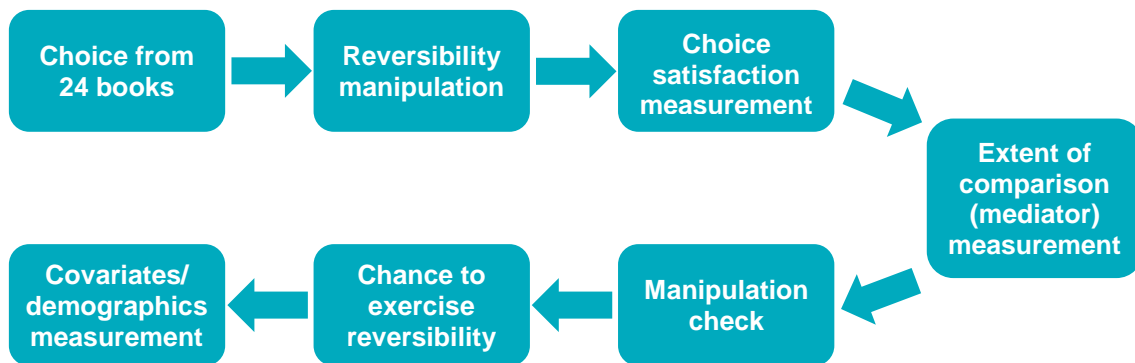 Choice from
24 books
Reversibility
manipulation
Choice
satisfaction
measurement
Extent of
comparison
(mediator)
measurement
Manipulation
check
Chance to
exercise
reversibility
Covariates/
demographics
measurement